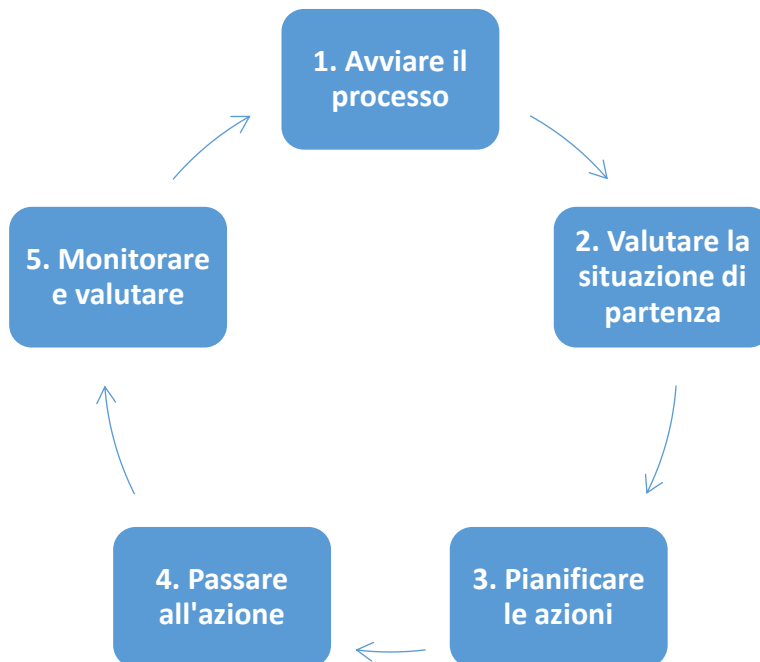 1. Avviare il
processo
2. Valutare la
situazione di
partenza
3. Pianificare
le azioni
4. Passare
all'azione
5. Monitorare
e valutare